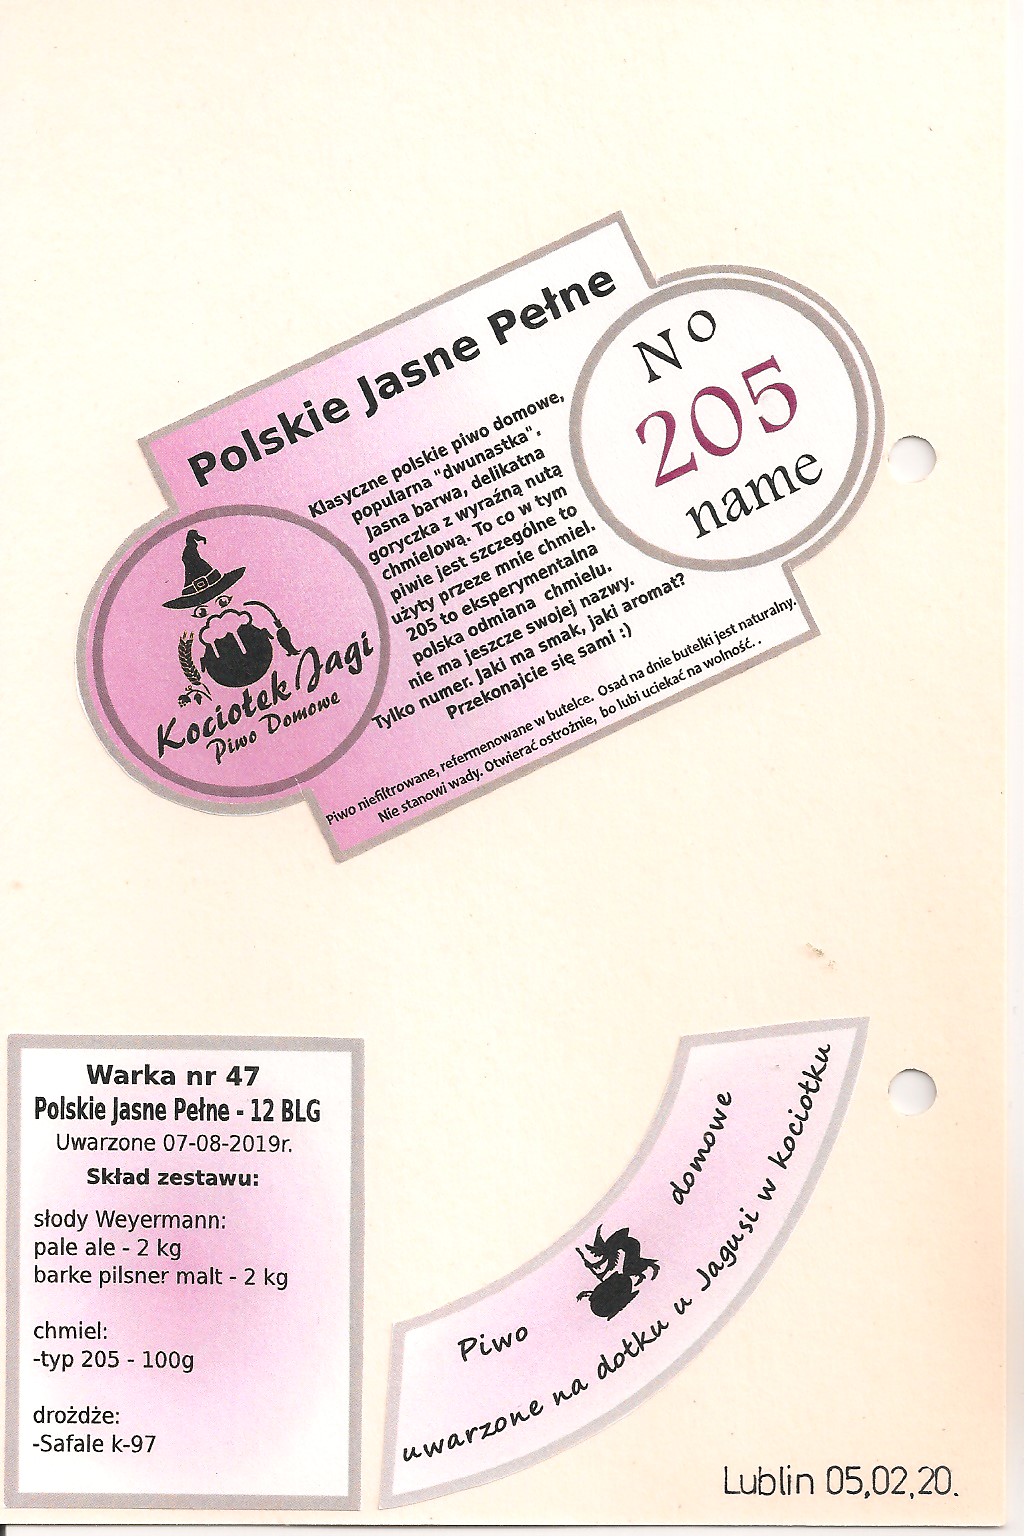 Polskie Jasne Pełne
No
205
name
Klasyczne polskie piwo domowe,
popularna "dwunastka" .
Jasna barwa, delikatna
goryczka z wyraźną nutą
chmielową. To co w tym
piwie jest szczególne to
użyty przeze mnie chmiel.
205 to eksperymentalna
polska odmiana chmielu.
nie ma jeszcze swojej nazwy.
Tylko numer. Jaki ma smak, jaki aromat?
Przekonajcie się sami :)
Kociołek Jagi
Piwo Domowe
Piwo niefiltrowane, refermenowane w butelce. Osad na dnie butelki jest naturalny.
Nie stanowi wady. Otwierać ostrożnie, bo lubi uciekać na wolność. .
Warka nr 47
Polskie Jasne Pełne - 12 BLG
Uwarzone 07-08-2019r.
Skład zestawu:
słody Weyermann:
pale ale - 2 kg
barke pilsner malt - 2 kg
chmiel:
-typ 205 - 100g
drożdże:
-Safale k-97
Piwo domowe
uwarzone na dołku u Jagusi w kociołku
Lublin 05,02,20.